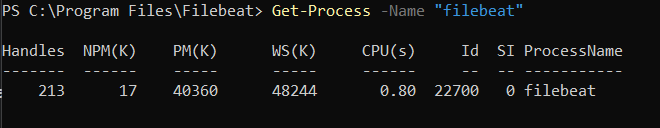 PS C:\Program Files\Filebeat> Get-Process -Name "filebeat"
Handles  NPM(K)    PM(K)      WS(K)     CPU(s)     Id  SI ProcessName
-------  ------    -----      -----     ------     --  -- -----------
    213      17    40360      48244       0.80  22700   0 filebeat